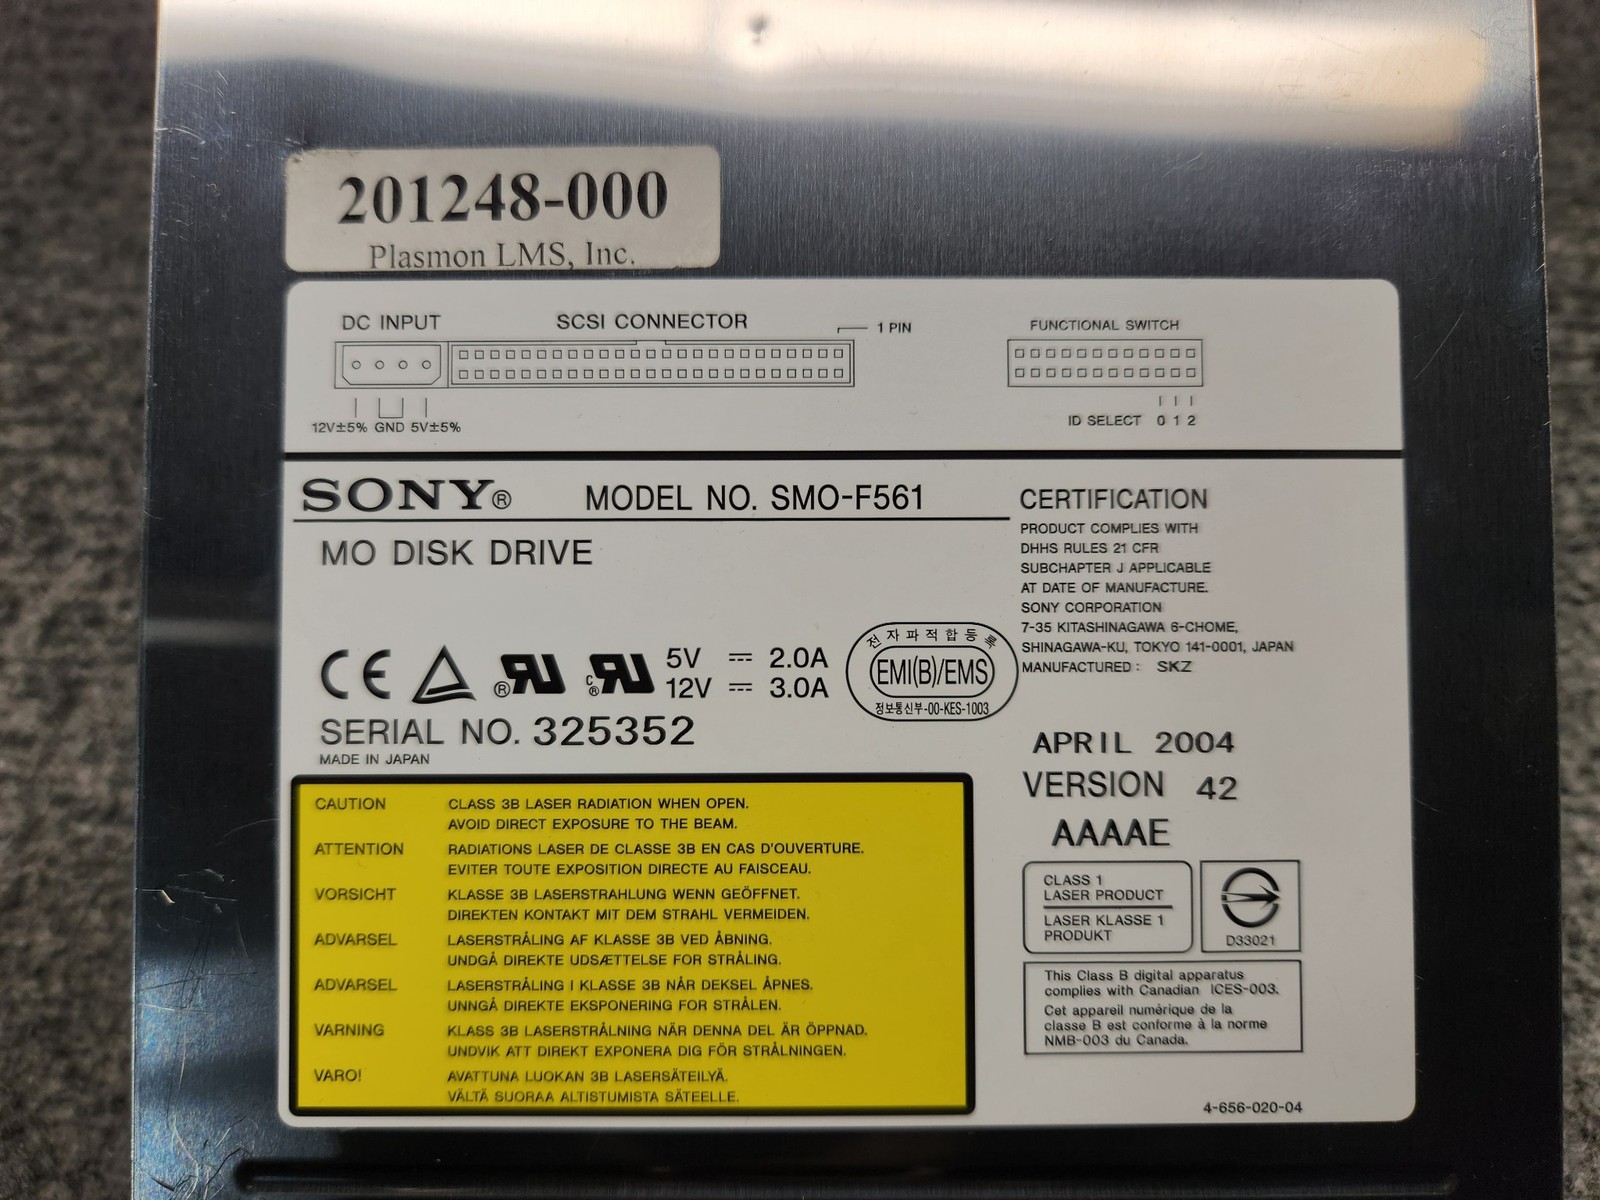 201248-000
Plasmon LMS, Inc.
DC INPUT
SCSI CONNECTOR
1 PIN
FUNCTIONAL SWITCH
12V±5% GND 5V±5%
ID SELECT 0 1 2
SONY®
MODEL NO. SMO-F561
MO DISK DRIVE
CERTIFICATION
PRODUCT COMPLIES WITH
DHHS RULES 21 CFR
SUBCHAPTER J APPLICABLE
AT DATE OF MANUFACTURE.
SONY CORPORATION
7-35 KITASHINAGAWA 6-CHOME,
SHINAGAWA-KU, TOKYO 141-0001, JAPAN
MANUFACTURED: SKZ
CE
5V ⎓ 2.0A
12V ⎓ 3.0A
전자파적합등록
EMI(B)/EMS
정보통신부-00-KES-1003
SERIAL NO. 325352
MADE IN JAPAN
APRIL 2004
VERSION 42
AAAAE
CAUTION CLASS 3B LASER RADIATION WHEN OPEN.
AVOID DIRECT EXPOSURE TO THE BEAM.
ATTENTION RADIATIONS LASER DE CLASSE 3B EN CAS D'OUVERTURE.
EVITER TOUTE EXPOSITION DIRECTE AU FAISCEAU.
VORSICHT KLASSE 3B LASERSTRAHLUNG WENN GEÖFFNET.
DIREKTEN KONTAKT MIT DEM STRAHL VERMEIDEN.
ADVARSEL LASERSTRÅLING AF KLASSE 3B VED ÅBNING.
UNDGÅ DIREKTE UDSÆTTELSE FOR STRÅLING.
ADVARSEL LASERSTRÅLING I KLASSE 3B NÅR DEKSEL ÅPNES.
UNNGÅ DIREKTE EKSPONERING FOR STRÅLEN.
VARNING KLASS 3B LASERSTRÅLNING NÄR DENNA DEL ÄR ÖPPNAD.
UNDVIK ATT DIREKT EXPONERA DIG FÖR STRÅLNINGEN.
VARO! AVATTUNA LUOKAN 3B LASERSÄTEILYÄ.
VÄLTÄ SUORAA ALTISTUMISTA SÄTEELLE.
CLASS 1
LASER PRODUCT
LASER KLASSE 1
PRODUKT
D33021
This Class B digital apparatus
complies with Canadian ICES-003.
Cet appareil numérique de la
classe B est conforme à la norme
NMB-003 du Canada.
4-656-020-04